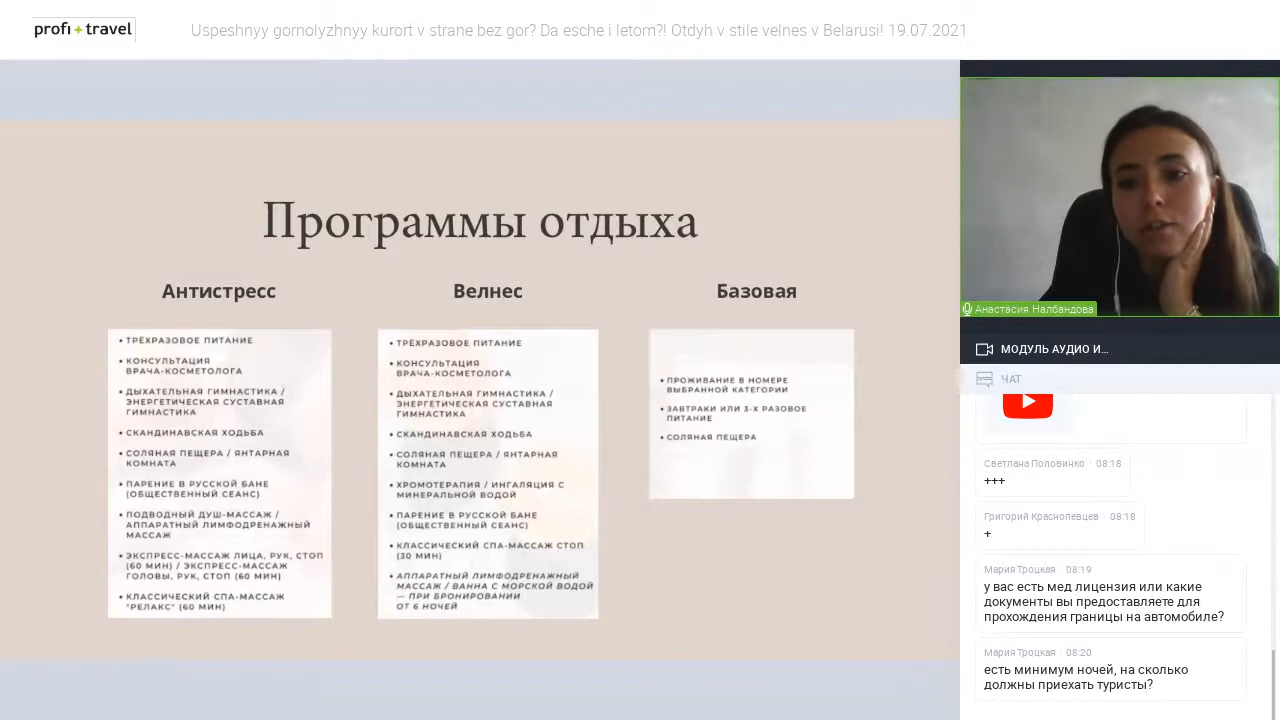 profi + travel
Uspeshnyy gornolyzhnyy kurort v strane bez gor? Da esche i letom?! Otdyh v stile velnes v Belarusi! 19.07.2021
Программы отдыха
Антистресс
• ТРЁХРАЗОВОЕ ПИТАНИЕ
• КОНСУЛЬТАЦИЯ
ВРАЧА-КОСМЕТОЛОГА
• ДЫХАТЕЛЬНАЯ ГИМНАСТИКА /
ЭНЕРГЕТИЧЕСКАЯ СУСТАВНАЯ
ГИМНАСТИКА
• СКАНДИНАВСКАЯ ХОДЬБА
• СОЛЯНАЯ ПЕЩЕРА / ЯНТАРНАЯ
КОМНАТА
• ПАРЕНИЕ В РУССКОЙ БАНЕ
(ОБЩЕСТВЕННЫЙ СЕАНС)
• ПОДВОДНЫЙ ДУШ-МАССАЖ /
АППАРАТНЫЙ ЛИМФОДРЕНАЖНЫЙ
МАССАЖ
• ЭКСПРЕСС-МАССАЖ ЛИЦА, РУК, СТОП
(60 МИН) / ЭКСПРЕСС-МАССАЖ
ГОЛОВЫ, РУК, СТОП (60 МИН)
• КЛАССИЧЕСКИЙ СПА-МАССАЖ
"РЕЛАКС" (60 МИН)
Велнес
• ТРЁХРАЗОВОЕ ПИТАНИЕ
• КОНСУЛЬТАЦИЯ
ВРАЧА-КОСМЕТОЛОГА
• ДЫХАТЕЛЬНАЯ ГИМНАСТИКА /
ЭНЕРГЕТИЧЕСКАЯ СУСТАВНАЯ
ГИМНАСТИКА
• СКАНДИНАВСКАЯ ХОДЬБА
• СОЛЯНАЯ ПЕЩЕРА / ЯНТАРНАЯ
КОМНАТА
• ХРОМОТЕРАПИЯ / ИНГАЛЯЦИЯ С
МИНЕРАЛЬНОЙ ВОДОЙ
• ПАРЕНИЕ В РУССКОЙ БАНЕ
(ОБЩЕСТВЕННЫЙ СЕАНС)
• КЛАССИЧЕСКИЙ СПА-МАССАЖ СТОП
(30 МИН)
• АППАРАТНЫЙ ЛИМФОДРЕНАЖНЫЙ
МАССАЖ / ВАННА С МОРСКОЙ ВОДОЙ
— ПРИ БРОНИРОВАНИИ
ОТ 6 НОЧЕЙ
Базовая
• ПРОЖИВАНИЕ В НОМЕРЕ
ВЫБРАННОЙ КАТЕГОРИИ
• ЗАВТРАКИ ИЛИ 3-Х РАЗОВОЕ
ПИТАНИЕ
• СОЛЯНАЯ ПЕЩЕРА
Анастасия Налбандова
МОДУЛЬ АУДИО И...
ЧАТ
Светлана Половинко 08:18
+++
Григорий Краснопевцев 08:18
+
Мария Троцкая 08:19
у вас есть мед лицензия или какие
документы вы предоставляете для
прохождения границы на автомобиле?
Мария Троцкая 08:20
есть минимум ночей, на сколько
должны приехать туристы?